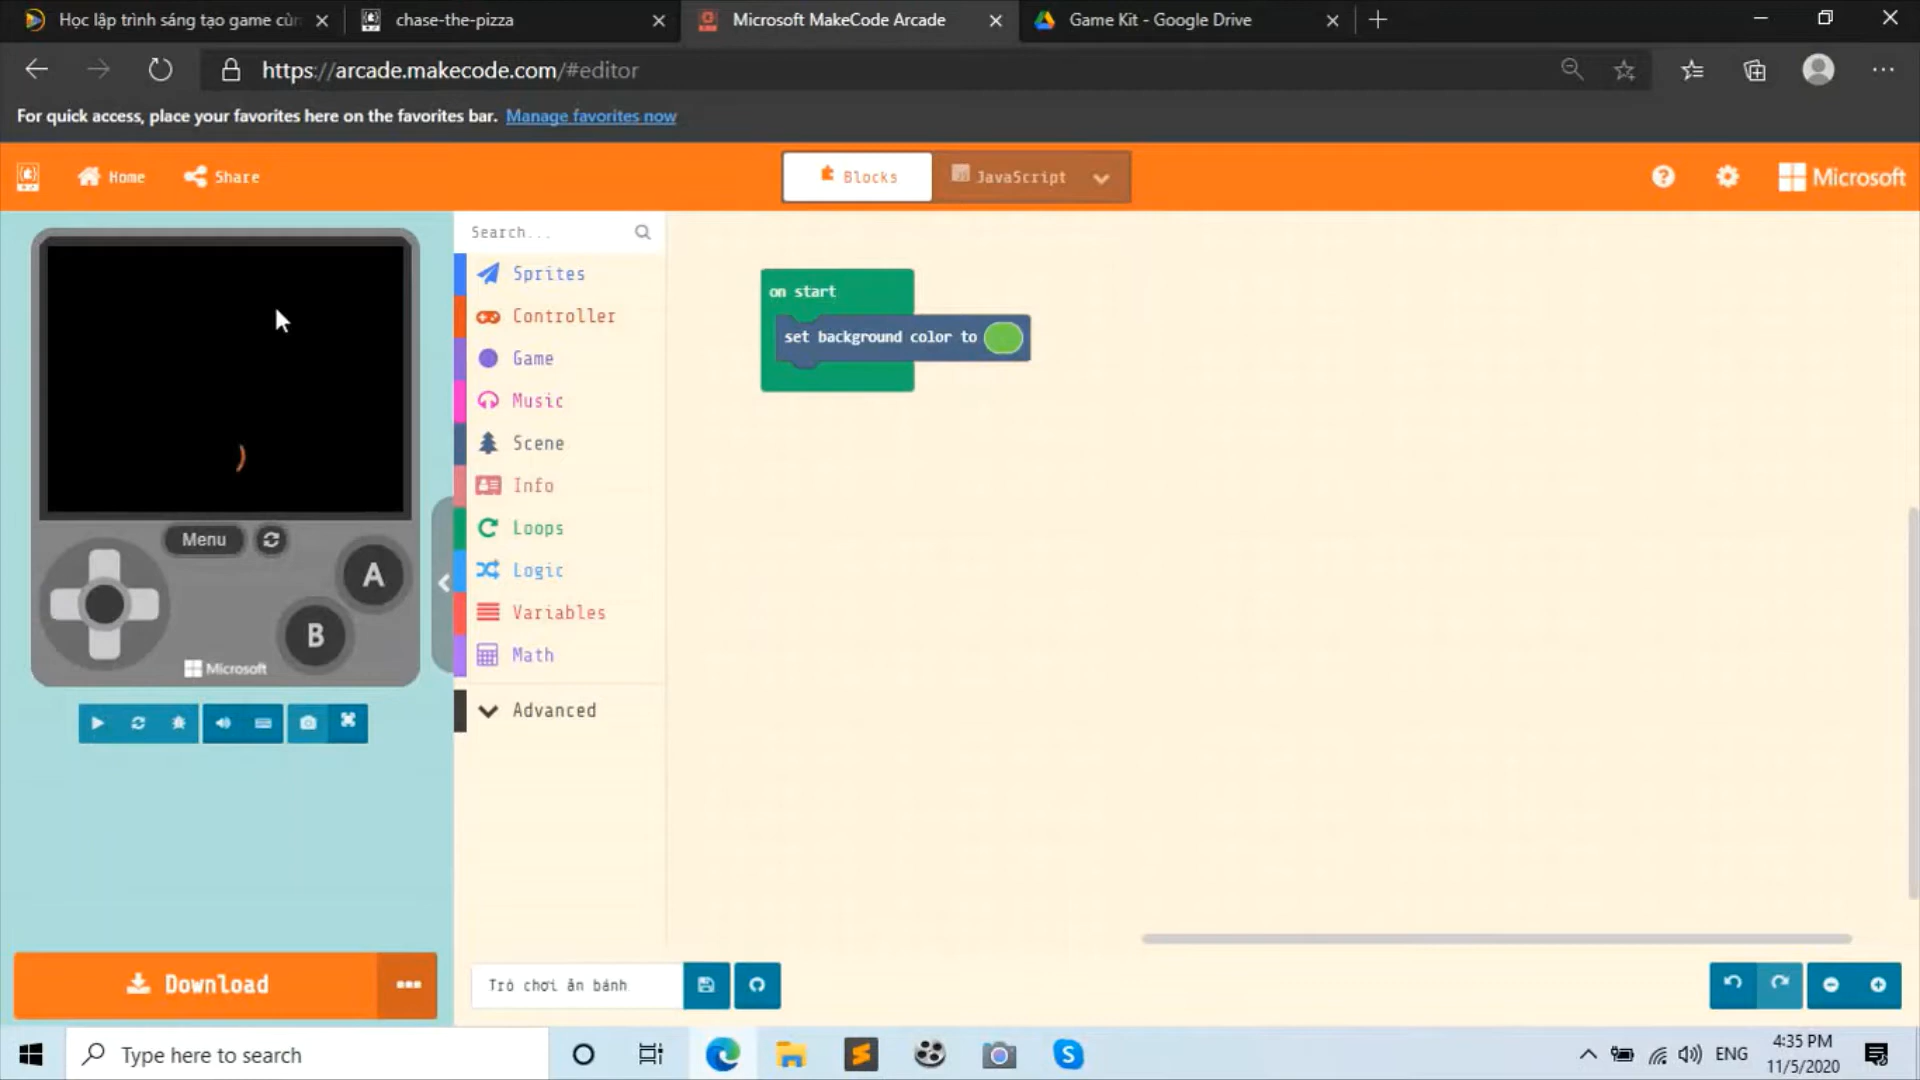 Học lập trình sáng tạo game cùn
chase-the-pizza
Microsoft MakeCode Arcade
Game Kit - Google Drive
https://arcade.makecode.com/#editor
For quick access, place your favorites here on the favorites bar. Manage favorites now
Home
Share
Blocks
JavaScript
Microsoft
Search...
Sprites
Controller
Game
Music
Scene
Info
Loops
Logic
Variables
Math
Advanced
on start
set background color to
Menu
A
B
Microsoft
Download
Trò chơi ăn bánh
Type here to search
ENG
4:35 PM
11/5/2020